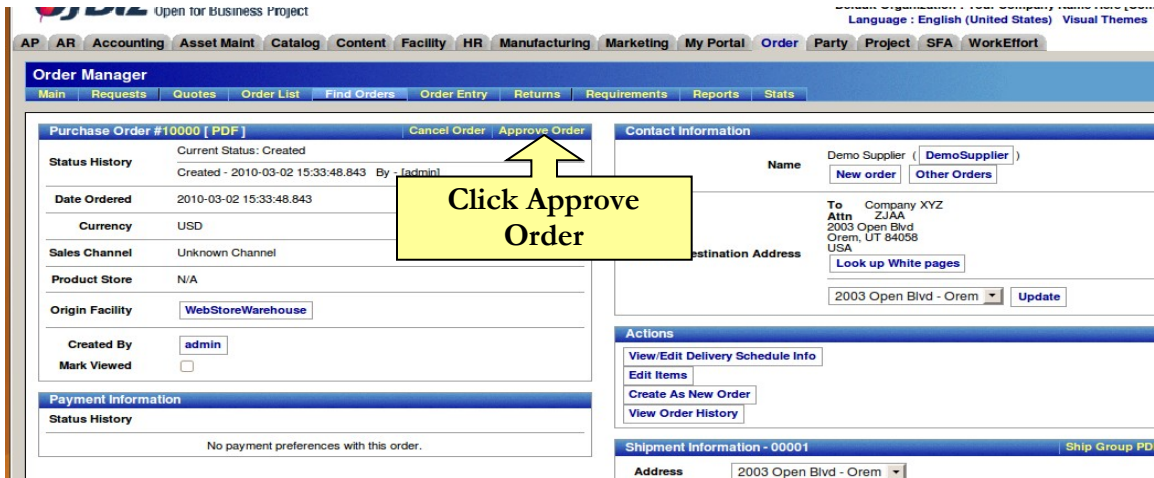 Open for Business Project
Language : English (United States) Visual Themes
AP AR Accounting Asset Maint Catalog Content Facility HR Manufacturing Marketing My Portal Order Party Project SFA WorkEffort
Order Manager
Main Requests Quotes Order List Find Orders Order Entry Returns Requirements Reports Stats
Purchase Order #10000 [ PDF ] Cancel Order Approve Order
Status History
Current Status: Created
Created - 2010-03-02 15:33:48.843 By - [admin]
Date Ordered 2010-03-02 15:33:48.843
Currency USD
Sales Channel Unknown Channel
Product Store N/A
Origin Facility WebStoreWarehouse
Created By admin
Mark Viewed
Payment Information
Status History
No payment preferences with this order.
Click Approve
Order
Contact Information
Name Demo Supplier ( DemoSupplier )
New order Other Orders
estination Address
To Company XYZ
Attn ZJAA
2003 Open Blvd
Orem, UT 84058
USA
Look up White pages
2003 Open Blvd - Orem Update
Actions
View/Edit Delivery Schedule Info
Edit Items
Create As New Order
View Order History
Shipment Information - 00001 Ship Group PD
Address 2003 Open Blvd - Orem